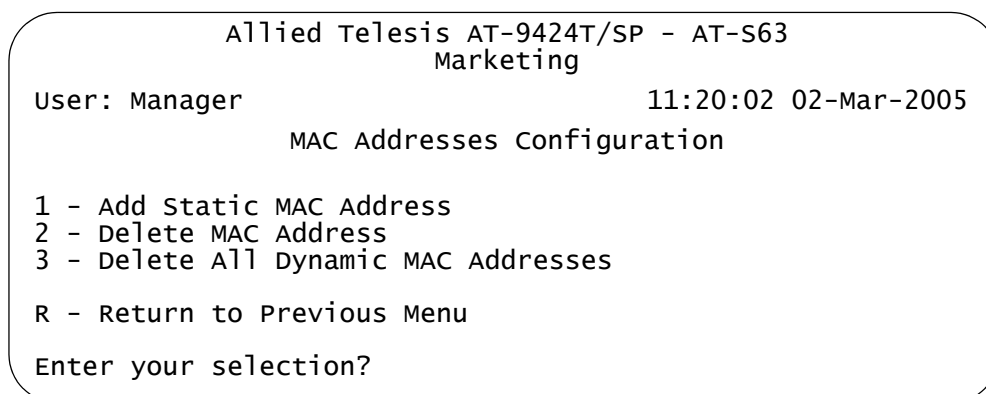 Allied Telesis AT-9424T/SP - AT-S63
Marketing
User: Manager 11:20:02 02-Mar-2005
MAC Addresses Configuration
1 - Add Static MAC Address
2 - Delete MAC Address
3 - Delete All Dynamic MAC Addresses
R - Return to Previous Menu
Enter your selection?